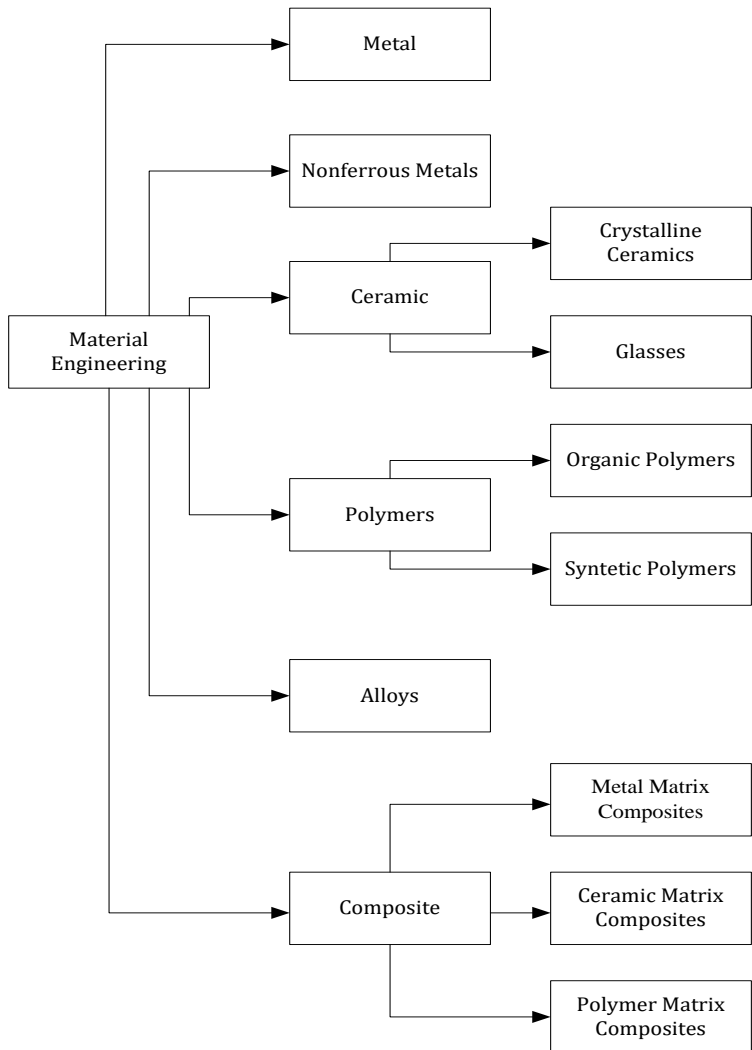 Metal
Nonferrous Metals
Crystalline
Ceramics
Ceramic
Material
Engineering
Glasses
Organic Polymers
Polymers
Syntetic Polymers
Alloys
Metal Matrix
Composites
Composite
Ceramic Matrix
Composites
Polymer Matrix
Composites